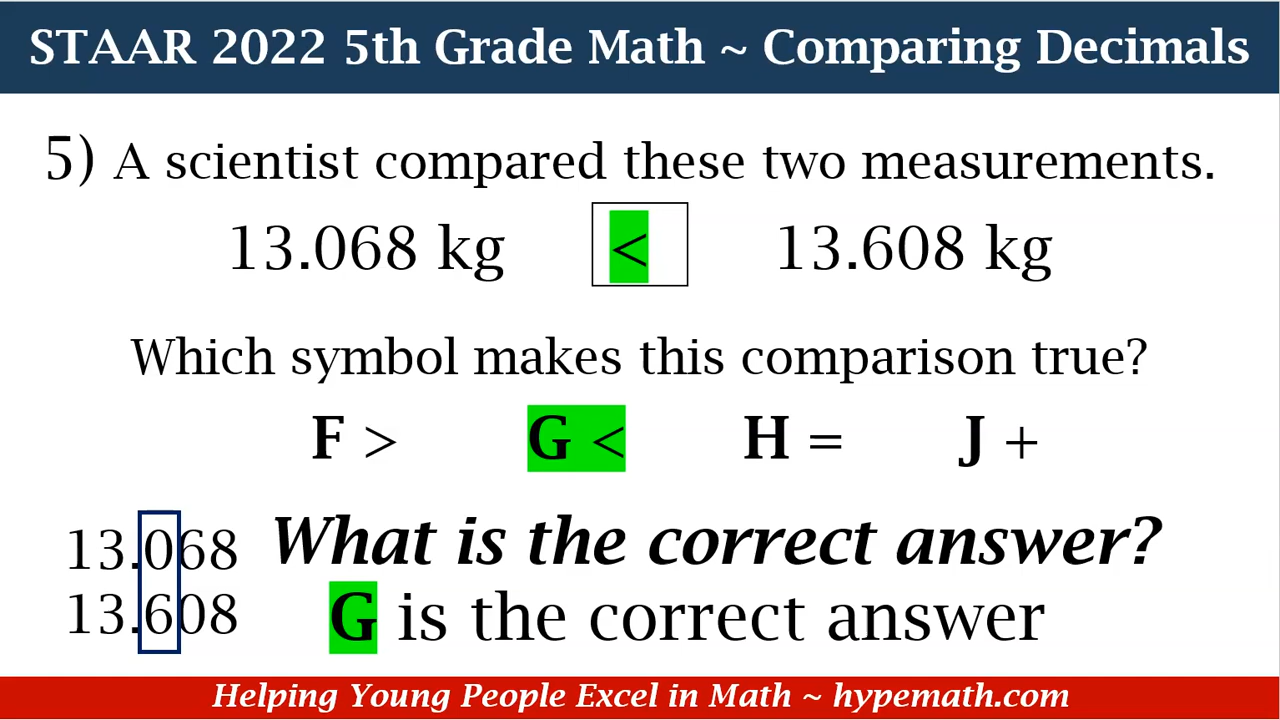 STAAR 2022 5th Grade Math ~ Comparing Decimals
5) A scientist compared these two measurements.
13.068 kg < 13.608 kg
Which symbol makes this comparison true?
F > G < H = J +
13.068 What is the correct answer?
13.608 G is the correct answer
Helping Young People Excel in Math ~ hypemath.com